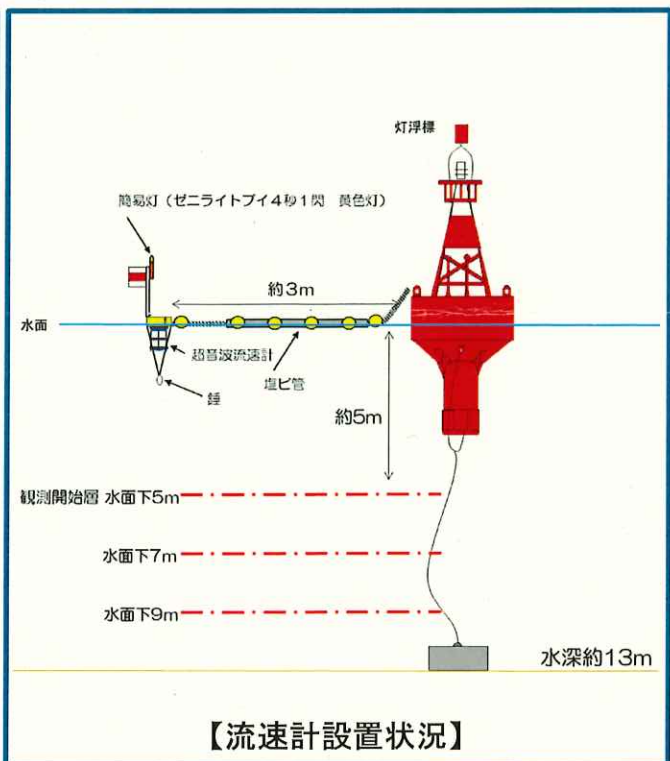 灯浮標
簡易灯（ゼニライトブイ4秒1閃　黄色灯）
約3m
水面
超音波流速計
塩ビ管
錘
約5m
観測開始層 水面下5m
水面下7m
水面下9m
水深約13m
【流速計設置状況】